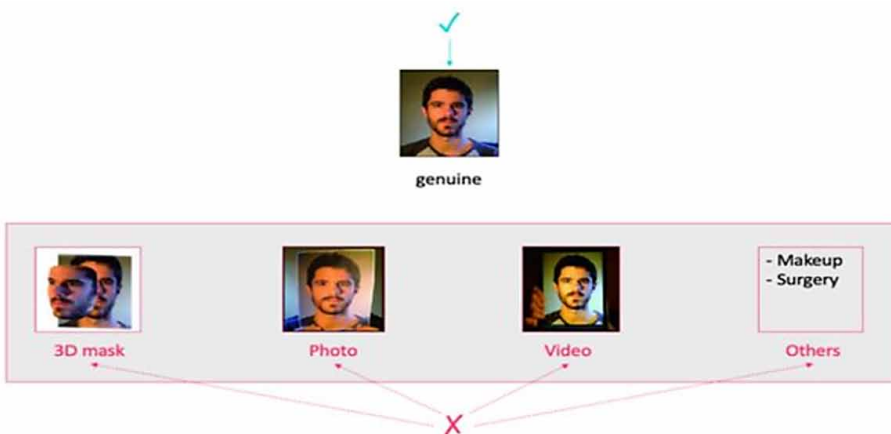 genuine
- Makeup
- Surgery
3D mask
Photo
Video
Others
X